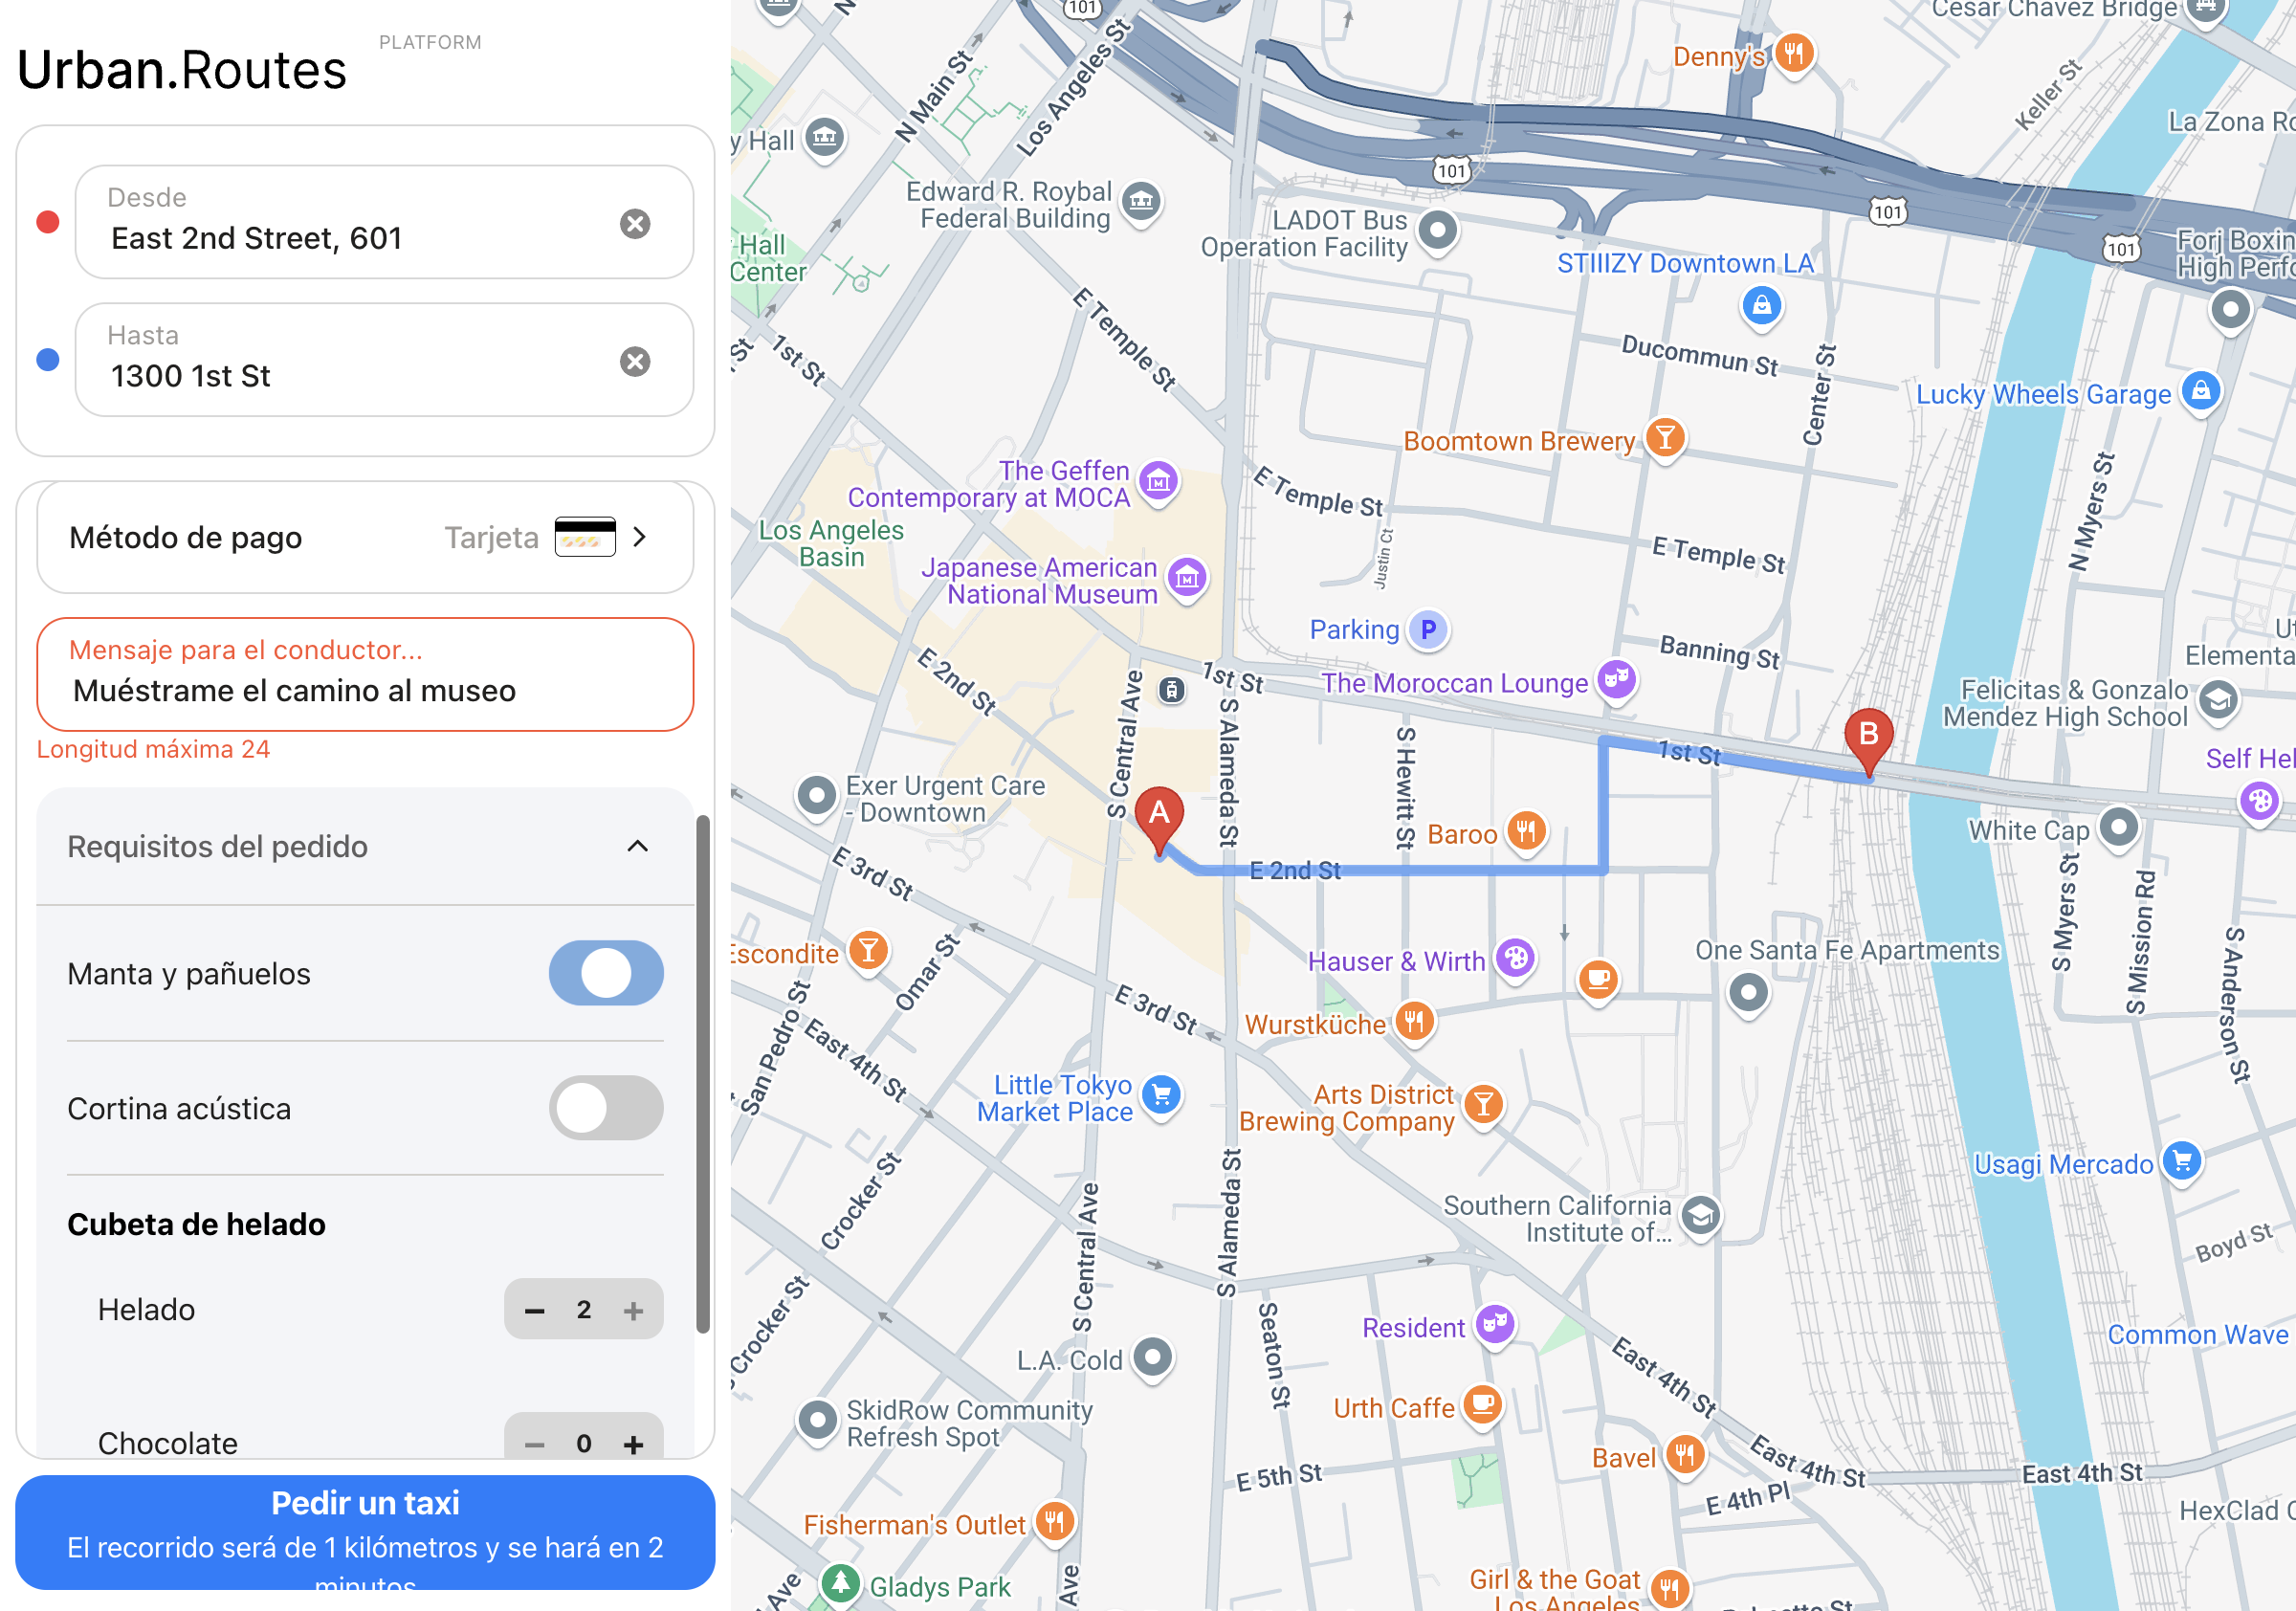 PLATFORM
Urban.Routes
Desde
East 2nd Street, 601
Hasta
1300 1st St
Método de pago
Tarjeta
Mensaje para el conductor...
Muéstrame el camino al museo
Longitud máxima 24
Requisitos del pedido
Manta y pañuelos
Cortina acústica
Cubeta de helado
Helado
– 2 +
Chocolate
– 0 +
Pedir un taxi
El recorrido será de 1 kilómetros y se hará en 2
minutos
101
Cesar Chavez Bridge
Denny's
N Main St
Los Angeles St
Keller St
La Zona Ro
y Hall
101
Edward R. Roybal
Federal Building
LADOT Bus
Operation Facility
101
101
Forj Boxin
High Perfo
-Hall
Center
STIIIZY Downtown LA
E Temple St
1st St
Ducommun St
Center St
Lucky Wheels Garage
Boomtown Brewery
The Geffen
Contemporary at MOCA
E Temple St
N Myers St
Los Angeles
Basin
Justin Ct
E Temple St
Japanese American
National Museum
Parking
P
Banning St
Elementa
E 2nd St
1st St
The Moroccan Lounge
Felicitas & Gonzalo
Mendez High School
S Central Ave
S Alameda St
S Hewitt St
1st St
B
Self Hel
Exer Urgent Care
- Downtown
A
Baroo
White Cap
E 3rd St
E 2nd St
S Myers St
S Mission Rd
S Anderson St
Escondite
Omar St
Hauser & Wirth
One Santa Fe Apartments
E 3rd St
Wurstküche
San Pedro St
East 4th St
Little Tokyo
Market Place
Arts District
Brewing Company
Usagi Mercado
Crocker St
S Central Ave
S Alameda St
Southern California
Institute of...
Boyd St
Crocker St
Seaton St
Resident
Common Wave
L.A. Cold
East 4th St
SkidRow Community
Refresh Spot
Urth Caffe
Bavel
East 4th St
East 4th St
E 5th St
E 4th Pl
HexClad C
Fisherman's Outlet
Gladys Park
Ave
Ave
Girl & the Goat
Los Angeles